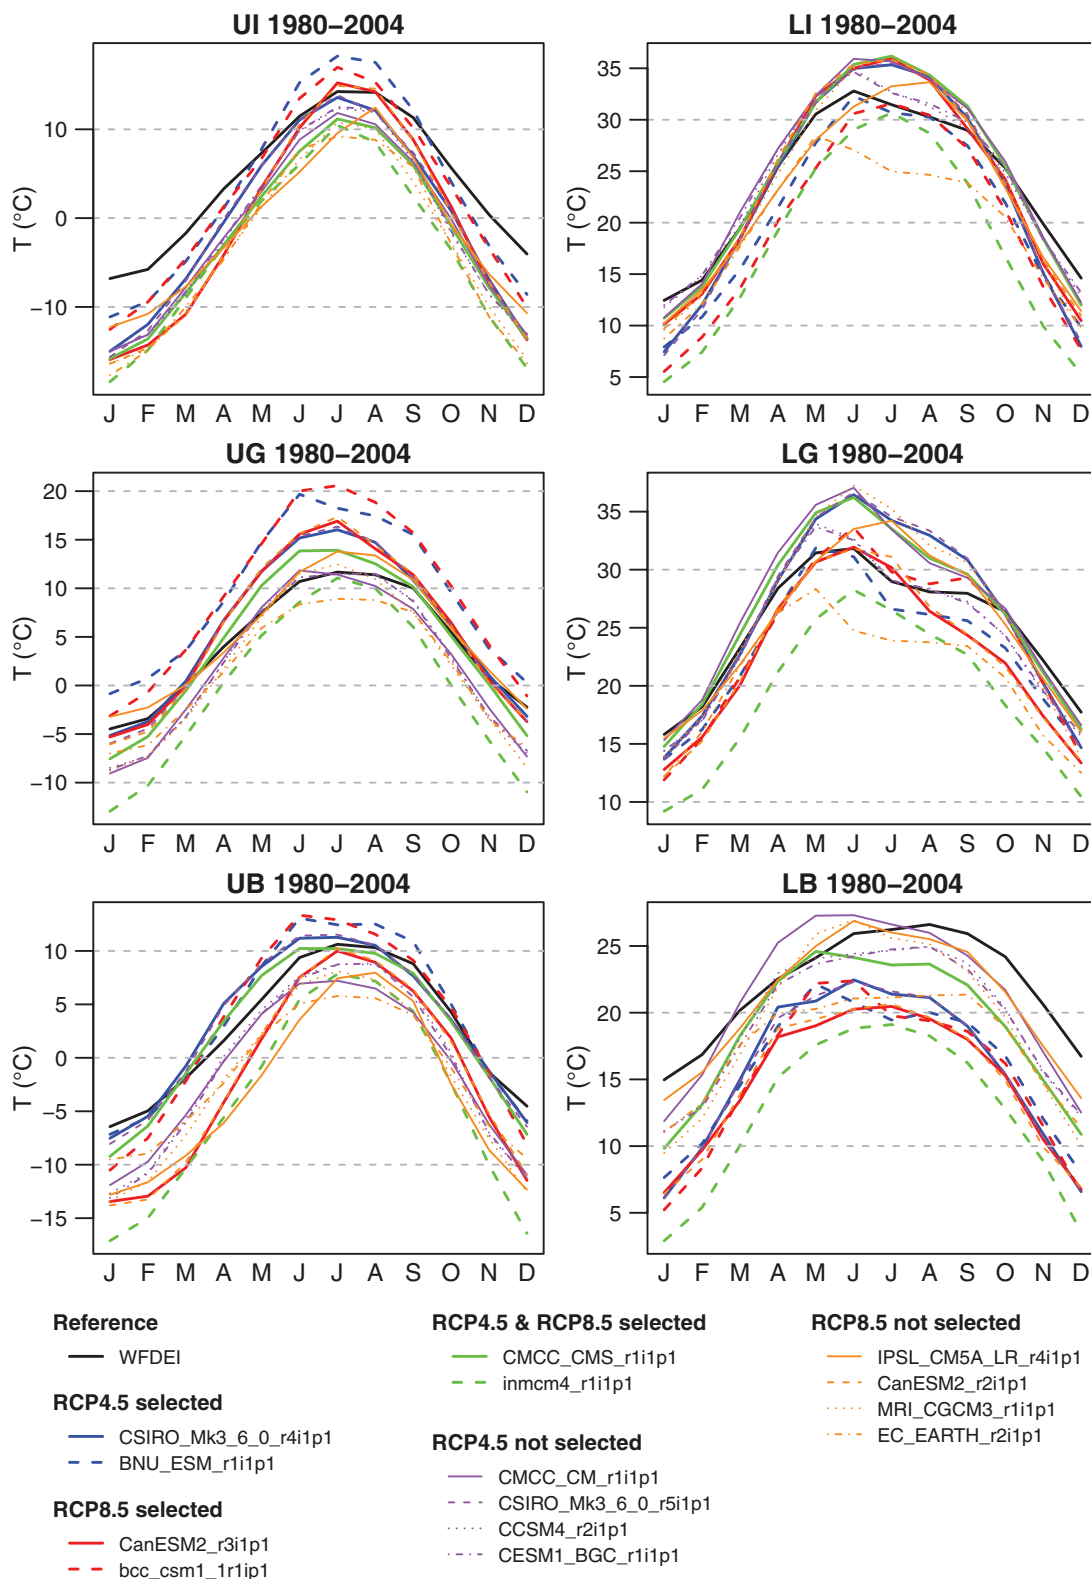 UI 1980−2004
T (°C)
10
0
−10
J F M A M J J A S O N D
LI 1980−2004
T (°C)
35
30
25
20
15
10
5
J F M A M J J A S O N D
UG 1980−2004
T (°C)
20
15
10
5
0
−5
−10
J F M A M J J A S O N D
LG 1980−2004
T (°C)
35
30
25
20
15
10
J F M A M J J A S O N D
UB 1980−2004
T (°C)
10
5
0
−5
−10
−15
J F M A M J J A S O N D
LB 1980−2004
T (°C)
25
20
15
10
5
J F M A M J J A S O N D
Reference
WFDEI
RCP4.5 selected
CSIRO_Mk3_6_0_r4i1p1
BNU_ESM_r1i1p1
RCP8.5 selected
CanESM2_r3i1p1
bcc_csm1_1r1ip1
RCP4.5 & RCP8.5 selected
CMCC_CMS_r1i1p1
inmcm4_r1i1p1
RCP4.5 not selected
CMCC_CM_r1i1p1
CSIRO_Mk3_6_0_r5i1p1
CCSM4_r2i1p1
CESM1_BGC_r1i1p1
RCP8.5 not selected
IPSL_CM5A_LR_r4i1p1
CanESM2_r2i1p1
MRI_CGCM3_r1i1p1
EC_EARTH_r2i1p1